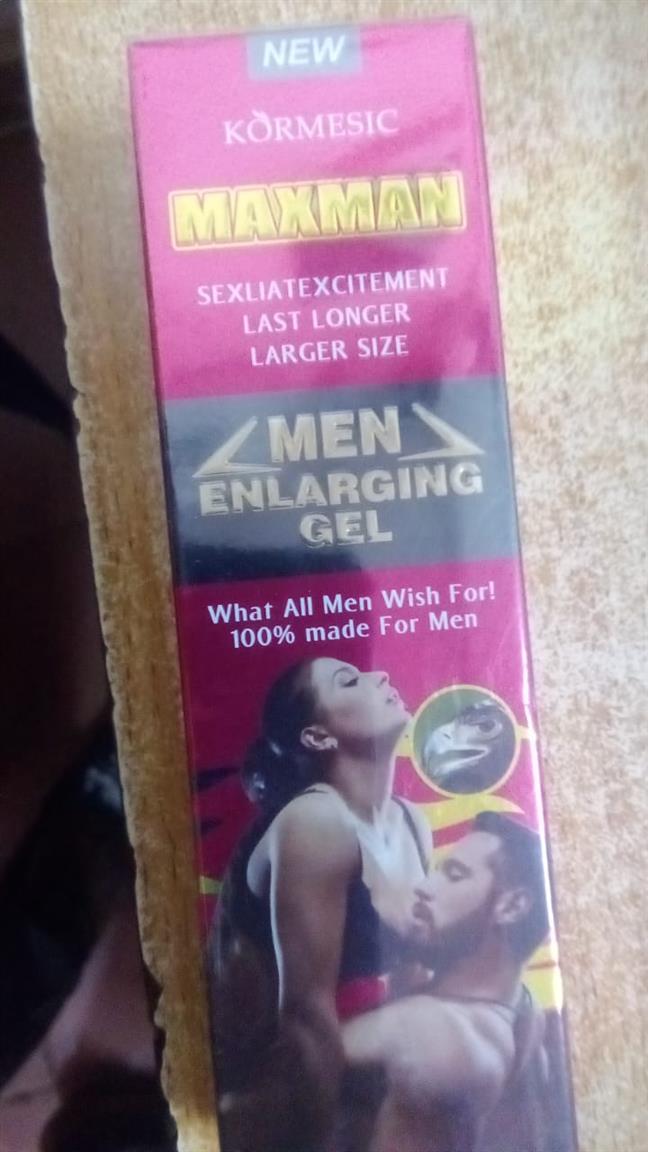 NEW
KÒRMESIC
MAXMAN
SEXLIATEXCITEMENT
LAST LONGER
LARGER SIZE
MEN
ENLARGING
GEL
What All Men Wish For!
100% made For Men